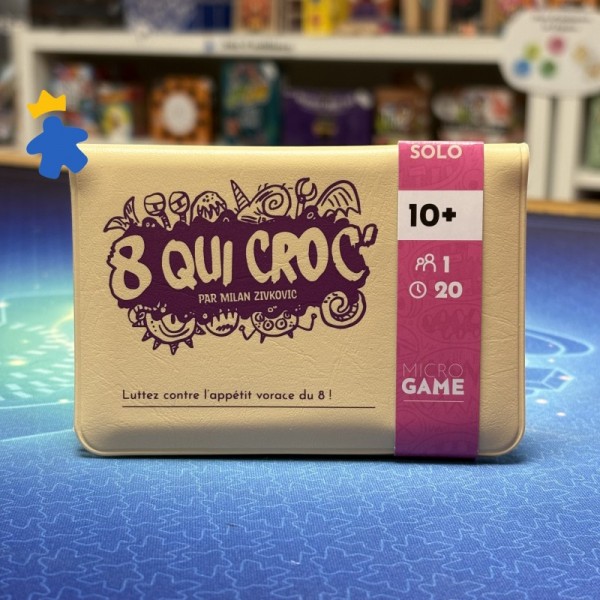 8 QUI CROC'
PAR MILAN ZIVKOVIC
Luttez contre l'appétit vorace du 8 !
SOLO
10+
1
20
MICRO
GAME